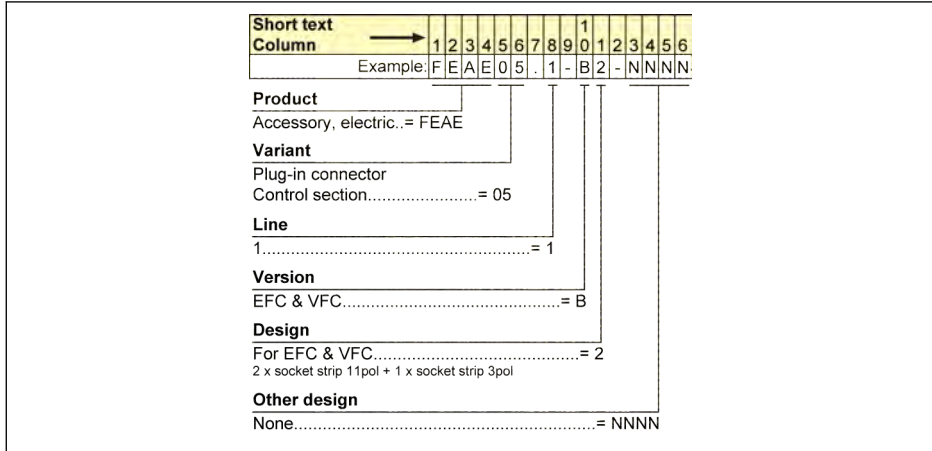 Short text
Column 1 2 3 4 5 6 7 8 9 10 1 2 3 4 5 6
Example: F E A E 0 5 . 1 - B 2 - N N N N
Product
Accessory, electric..= FEAE
Variant
Plug-in connector
Control section......................= 05
Line
1.....................................= 1
Version
EFC & VFC..............................= B
Design
For EFC & VFC............................= 2
2 x socket strip 11pol + 1 x socket strip 3pol
Other design
None.........................................= NNNN